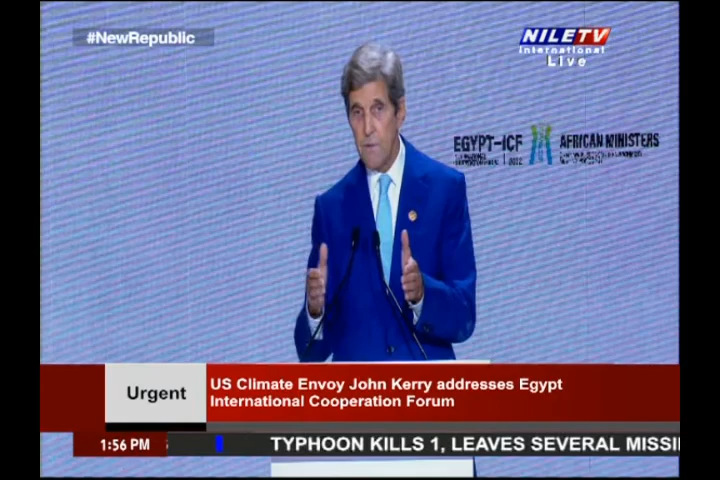 #NewRepublic
NILETV
International
Live
EGYPT-ICF
2022
AFRICAN MINISTERS
Urgent
US Climate Envoy John Kerry addresses Egypt
International Cooperation Forum
1:56 PM
TYPHOON KILLS 1, LEAVES SEVERAL MISSI